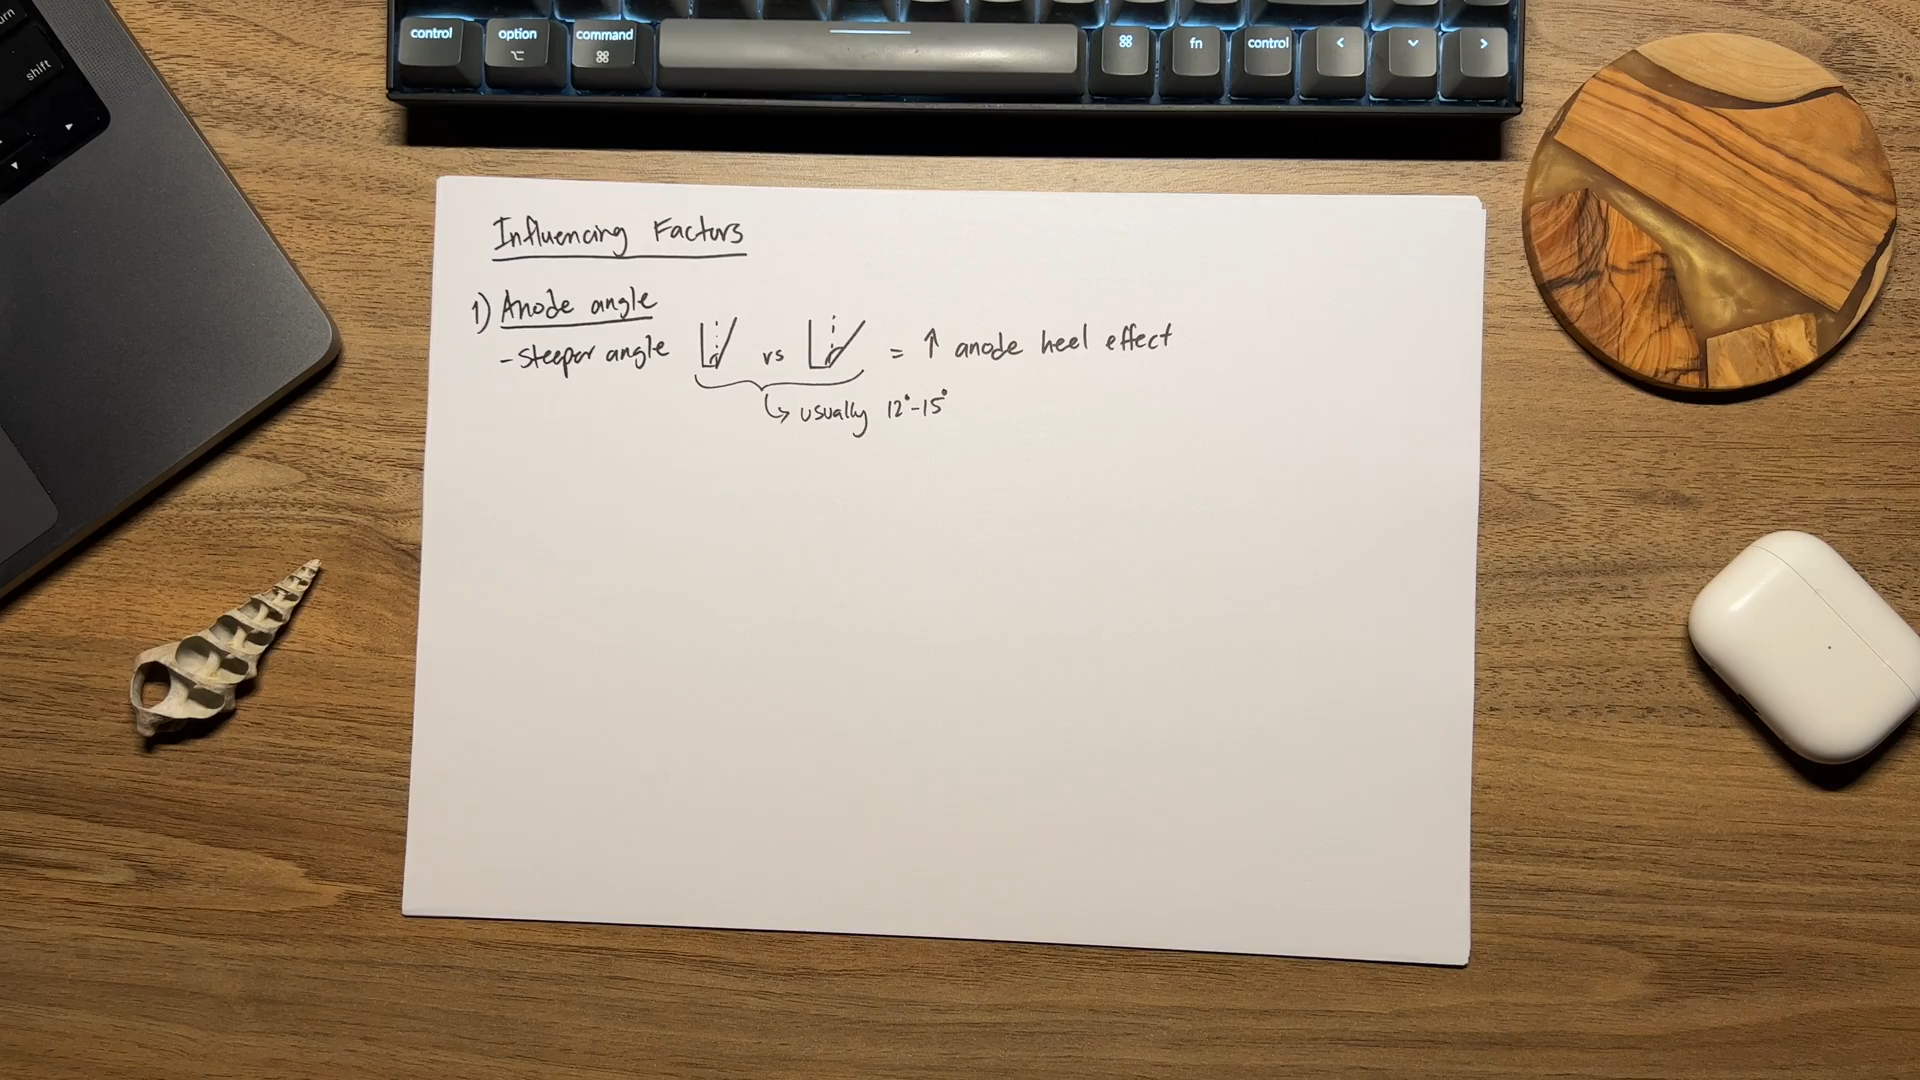 control option command ⌘ fn control < ⌄ >
⌥ ⌘
shift
Influencing Factors
1) Anode angle
- steeper angle vs = ↑ anode heel effect
↳ usually 12°-15°